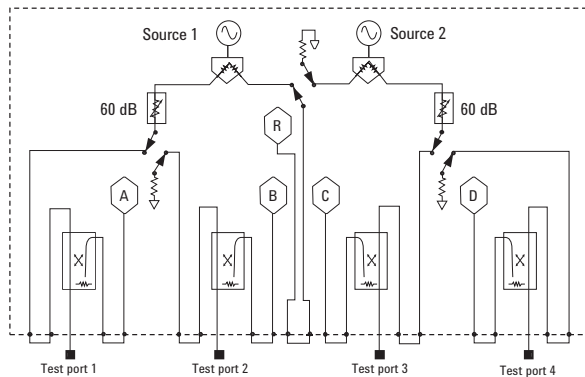 Source 1
Source 2
60 dB
60 dB
R
A
B
C
D
Test port 1
Test port 2
Test port 3
Test port 4